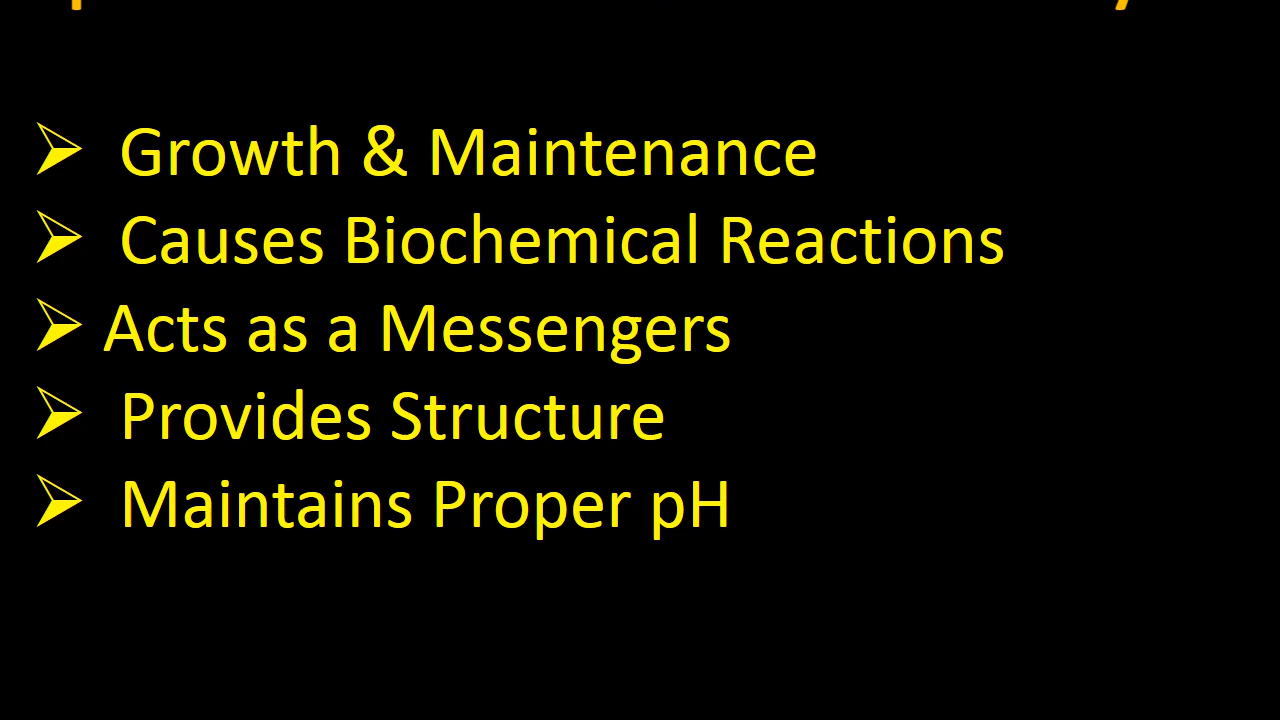 Growth & Maintenance
Causes Biochemical Reactions
Acts as a Messengers
Provides Structure
Maintains Proper pH